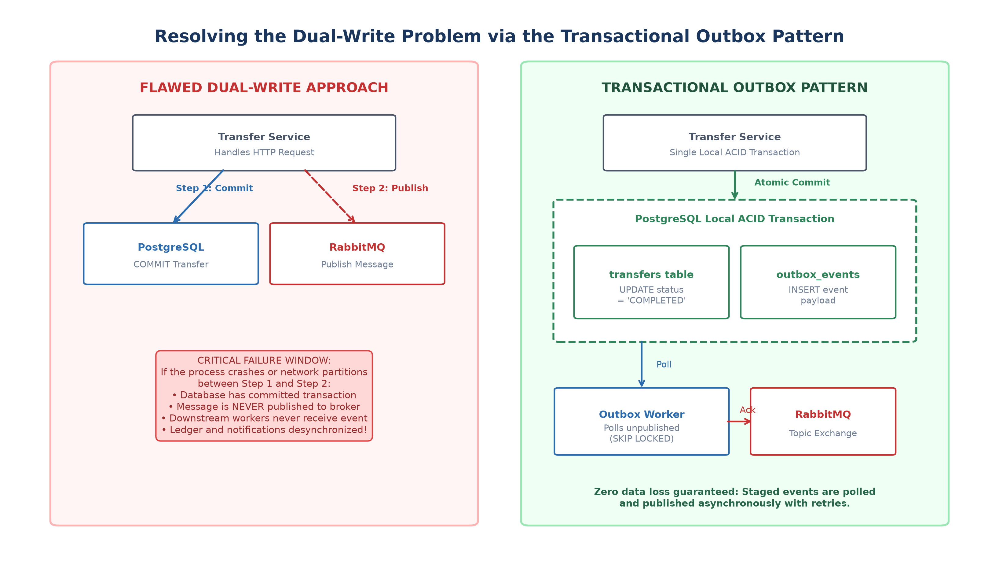 Resolving the Dual-Write Problem via the Transactional Outbox Pattern
FLAWED DUAL-WRITE APPROACH
Transfer Service
Handles HTTP Request
Step 1: Commit
Step 2: Publish
PostgreSQL
COMMIT Transfer
RabbitMQ
Publish Message
CRITICAL FAILURE WINDOW:
If the process crashes or network partitions
between Step 1 and Step 2:
• Database has committed transaction
• Message is NEVER published to broker
• Downstream workers never receive event
• Ledger and notifications desynchronized!
TRANSACTIONAL OUTBOX PATTERN
Transfer Service
Single Local ACID Transaction
Atomic Commit
PostgreSQL Local ACID Transaction
transfers table
UPDATE status
= 'COMPLETED'
outbox_events
INSERT event
payload
Poll
Outbox Worker
Polls unpublished
(SKIP LOCKED)
Ack
RabbitMQ
Topic Exchange
Zero data loss guaranteed: Staged events are polled
and published asynchronously with retries.